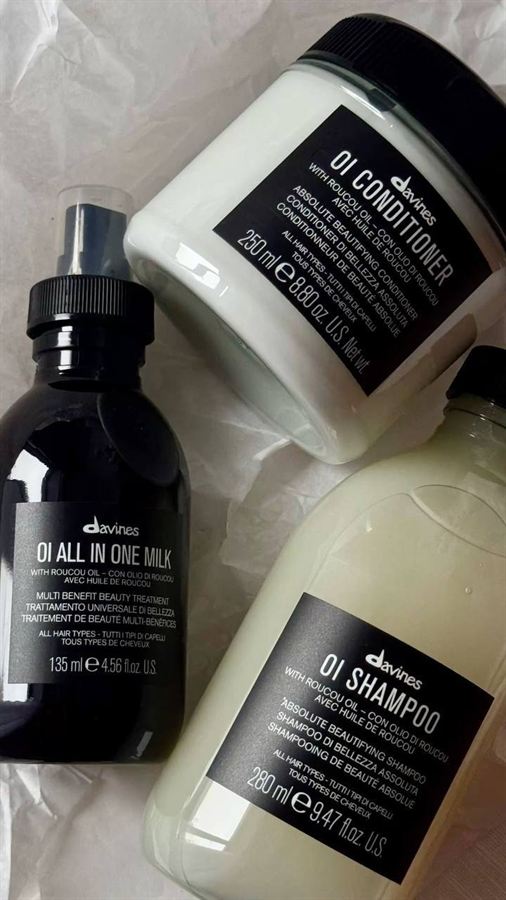 davines
OI CONDITIONER
WITH ROUCOU OIL – CON OLIO DI ROUCOU
AVEC HUILE DE ROUCOU
ABSOLUTE BEAUTIFYING CONDITIONER
CONDITIONER DI BELLEZZA ASSOLUTA
CONDITIONNEUR DE BEAUTÉ ABSOLUE
ALL HAIR TYPES - TUTTI I TIPI DI CAPELLI
TOUS TYPES DE CHEVEUX
250 ml e 8.80 oz. U.S. Net wt.
davines
OI ALL IN ONE MILK
WITH ROUCOU OIL – CON OLIO DI ROUCOU
AVEC HUILE DE ROUCOU
MULTI BENEFIT BEAUTY TREATMENT
TRATTAMENTO UNIVERSALE DI BELLEZZA
TRAITEMENT DE BEAUTÉ MULTI-BÉNÉFICES
ALL HAIR TYPES - TUTTI I TIPI DI CAPELLI
TOUS TYPES DE CHEVEUX
135 ml e 4.56 fl.oz. U.S.
davines
OI SHAMPOO
WITH ROUCOU OIL – CON OLIO DI ROUCOU
AVEC HUILE DE ROUCOU
ABSOLUTE BEAUTIFYING SHAMPOO
SHAMPOO DI BELLEZZA ASSOLUTA
SHAMPOOING DE BEAUTÉ ABSOLUE
ALL HAIR TYPES - TUTTI I TIPI DI CAPELLI
TOUS TYPES DE CHEVEUX
280 ml e 9.47 fl.oz. U.S.